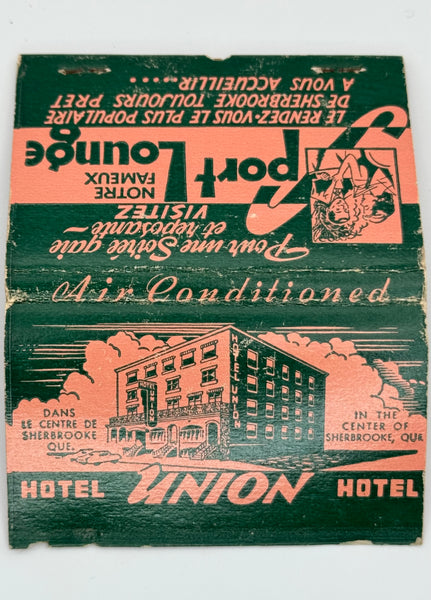 Pour une Soirée gaie
et reposante ~
VISITEZ
NOTRE
FAMEUX
Sport Lounge
LE RENDEZ-VOUS LE PLUS POPULAIRE
DE SHERBROOKE TOUJOURS PRET
A VOUS ACCUEILLIR.....
Air Conditioned
HOTEL UNION
HOTEL UNION
DANS
LE CENTRE DE
SHERBROOKE
QUE.
IN THE
CENTER OF
SHERBROOKE, QUE.
HOTEL UNION HOTEL